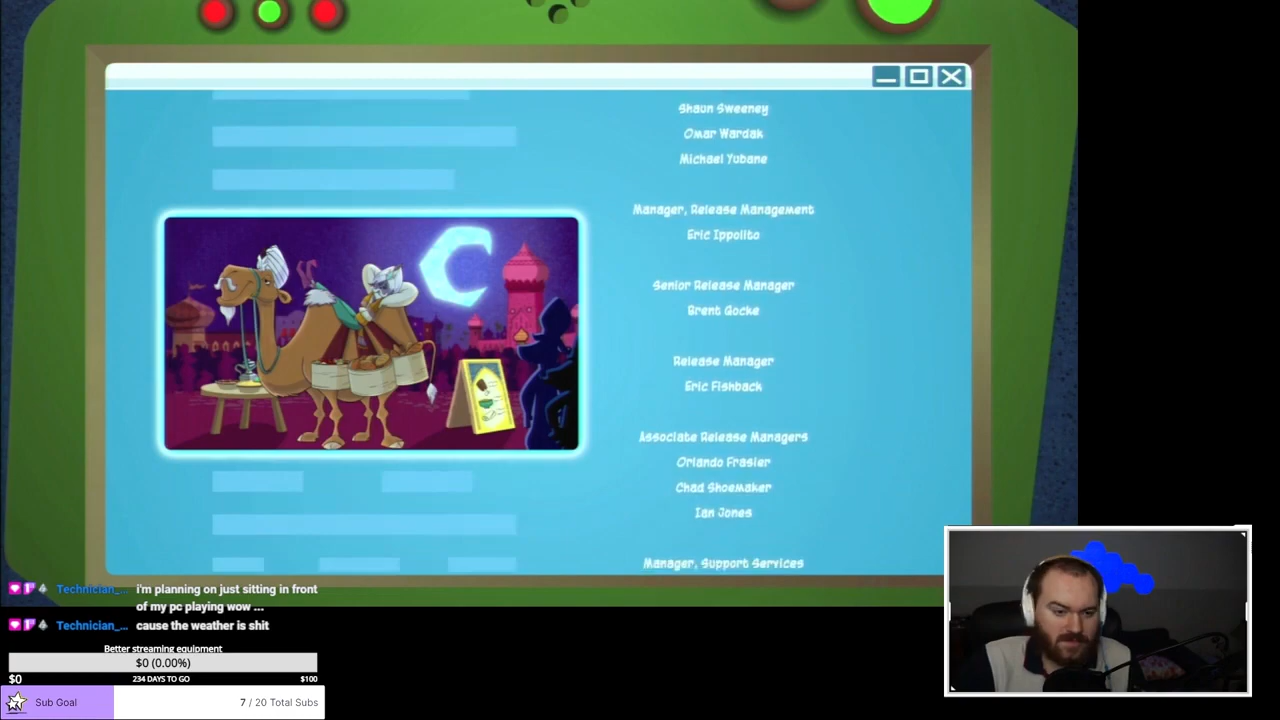 Shaun Sweeney
Omar Wardak
Michael Yubane
Manager, Release Management
Eric Ippolito
Senior Release Manager
Brent Gocke
Release Manager
Eric Fishback
Associate Release Managers
Orlando Frasier
Chad Shoemaker
Ian Jones
Manager, Support Services
Technician_... i'm planning on just sitting in front
of my pc playing wow ...
Technician_... cause the weather is shit
Better streaming equipment
$0 (0.00%)
$0 234 DAYS TO GO $100
Sub Goal 7 / 20 Total Subs